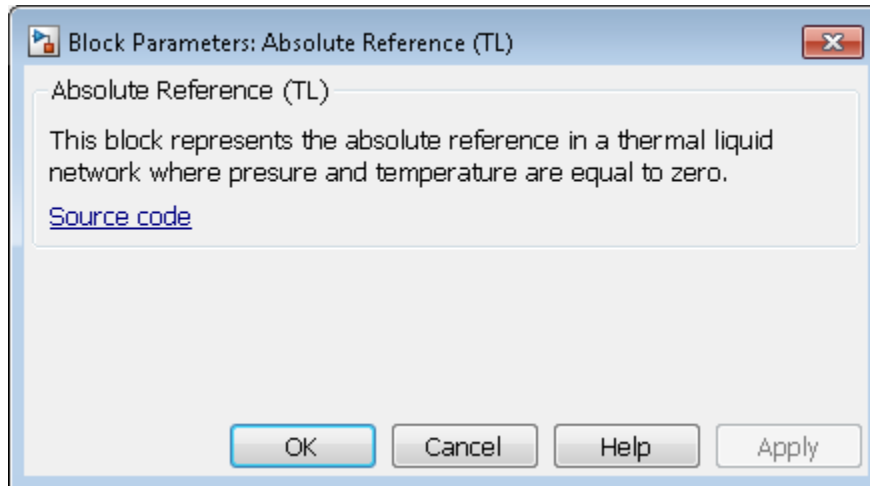 Block Parameters: Absolute Reference (TL)
Absolute Reference (TL)
This block represents the absolute reference in a thermal liquid
network where presure and temperature are equal to zero.
Source code
OK Cancel Help Apply